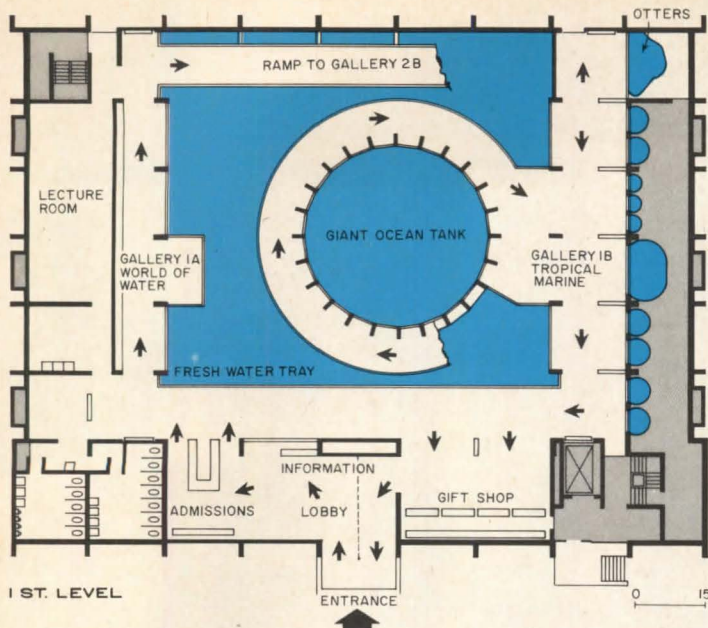 OTTERS
RAMP TO GALLERY 2B
LECTURE
ROOM
GIANT OCEAN TANK
GALLERY 1A
WORLD OF
WATER
GALLERY 1B
TROPICAL
MARINE
FRESH WATER TRAY
INFORMATION
ADMISSIONS
LOBBY
GIFT SHOP
1 ST. LEVEL
ENTRANCE
0 15